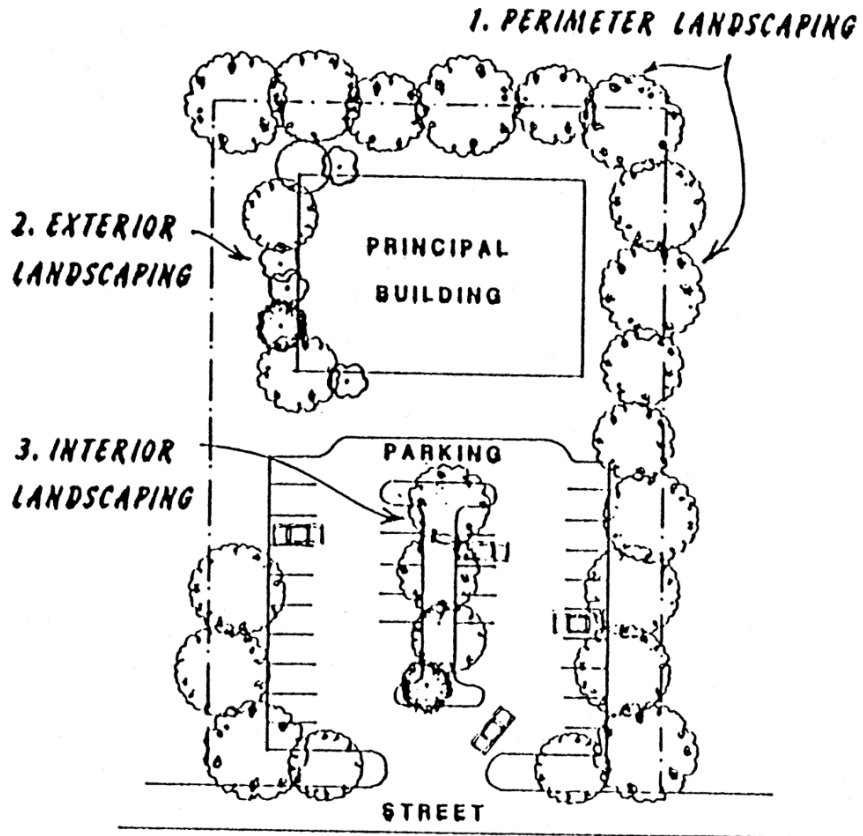 1. PERIMETER LANDSCAPING
2. EXTERIOR
LANDSCAPING
PRINCIPAL
BUILDING
3. INTERIOR
LANDSCAPING
PARKING
STREET